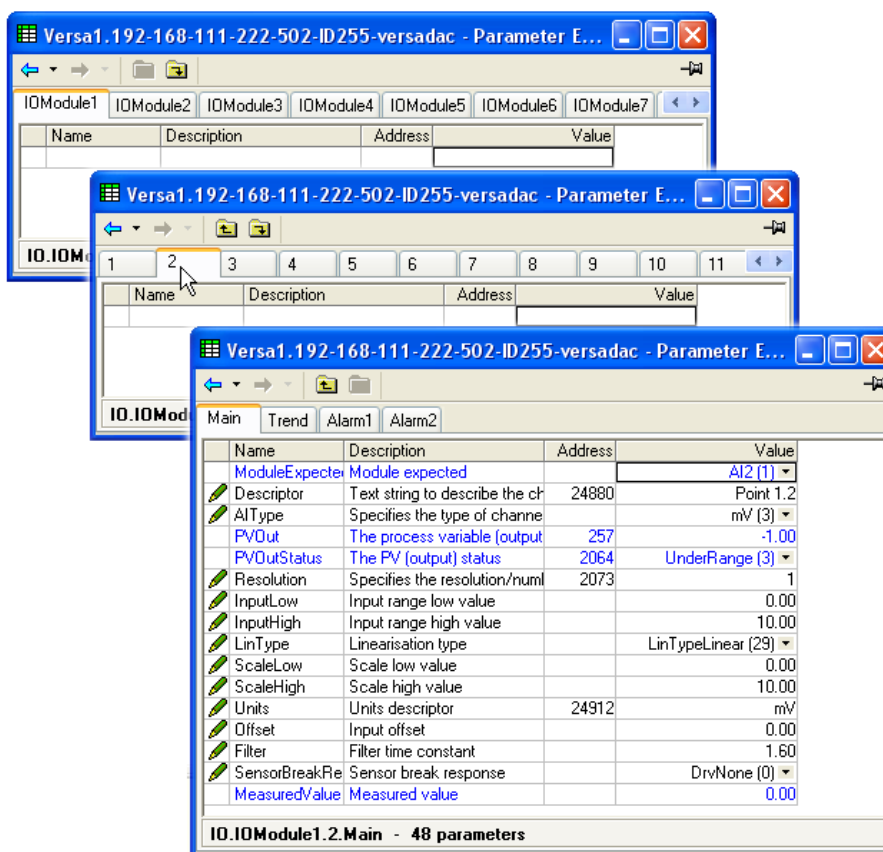 Versa1.192-168-111-222-502-ID255-versadac - Parameter E...
IOModule1 IOModule2 IOModule3 IOModule4 IOModule5 IOModule6 IOModule7
Name Description Address Value
IO.IOM
Versa1.192-168-111-222-502-ID255-versadac - Parameter E...
1 2 3 4 5 6 7 8 9 10 11
Name Description Address Value
IO.IOMod
Versa1.192-168-111-222-502-ID255-versadac - Parameter E...
Main Trend Alarm1 Alarm2
Name Description Address Value
ModuleExpecte Module expected AI2 (1)
Descriptor Text string to describe the ch 24880 Point 1.2
AIType Specifies the type of channe mV (3)
PVOut The process variable (output 257 -1.00
PVOutStatus The PV (output) status 2064 UnderRange (3)
Resolution Specifies the resolution/numl 2073 1
InputLow Input range low value 0.00
InputHigh Input range high value 10.00
LinType Linearisation type LinTypeLinear (29)
ScaleLow Scale low value 0.00
ScaleHigh Scale high value 10.00
Units Units descriptor 24912 mV
Offset Input offset 0.00
Filter Filter time constant 1.60
SensorBreakRe Sensor break response DrvNone (0)
MeasuredValue Measured value 0.00
IO.IOModule1.2.Main - 48 parameters